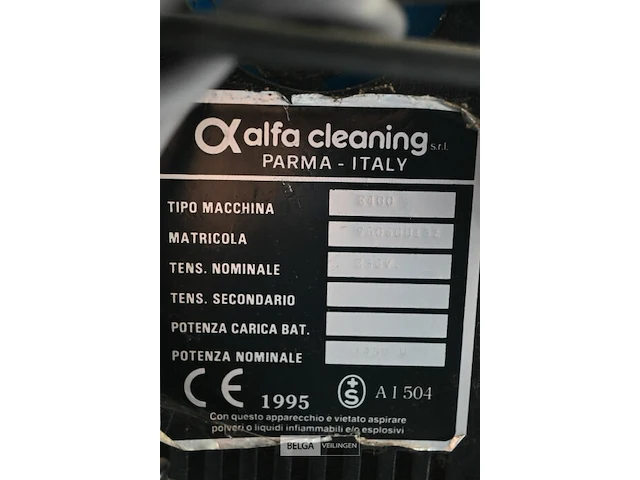 alfa cleaning s.r.l.
PARMA - ITALY
TIPO MACCHINA
MATRICOLA
TENS. NOMINALE
TENS. SECONDARIO
POTENZA CARICA BAT.
POTENZA NOMINALE
CE 1995 +S A I 504
Con questo apparecchio e vietato aspirare
polveri o liquidi infiammabili e/o esplosivi
BELGA VEILINGEN